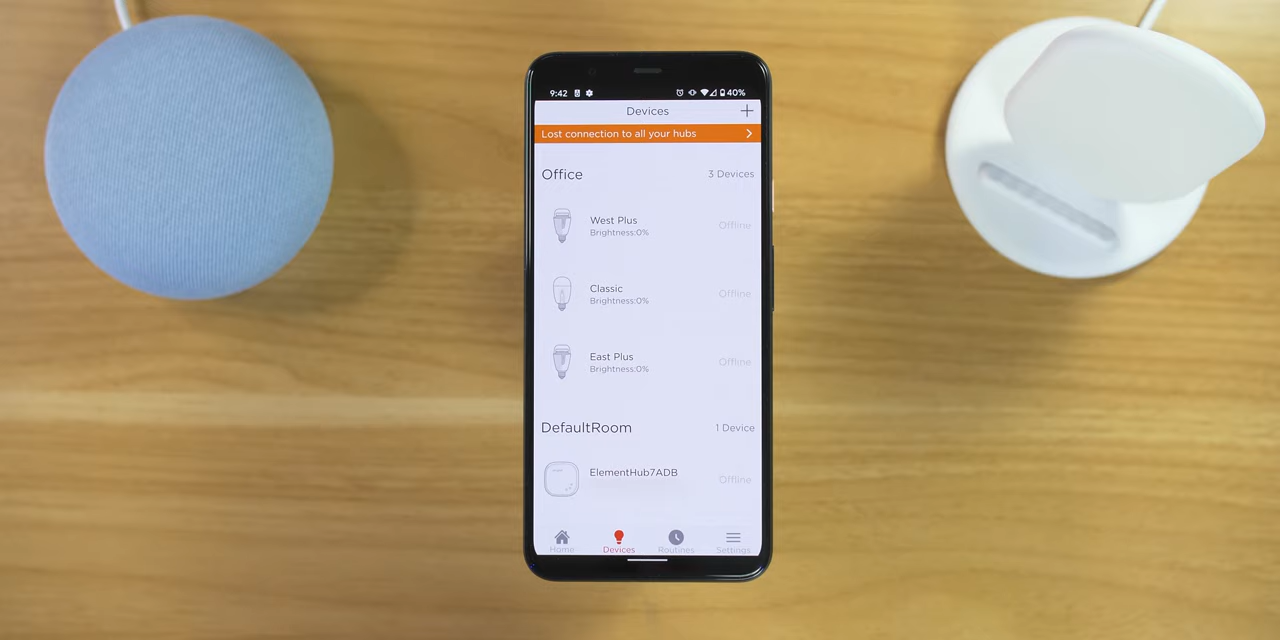 9:42 40%
Devices
Lost connection to all your hubs
Office 3 Devices
West Plus
Brightness:0% Offline
Classic
Brightness:0% Offline
East Plus
Brightness:0% Offline
DefaultRoom 1 Device
ElementHub7ADB Offline
Home Devices Routines Settings